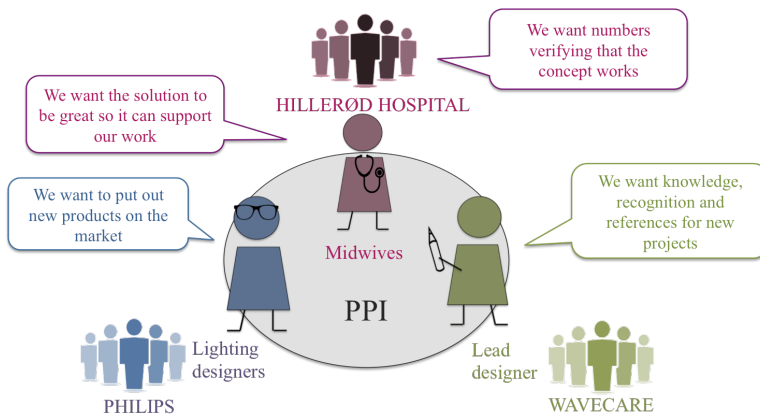 We want numbers
verifying that the
concept works
HILLERØD HOSPITAL
We want the solution to
be great so it can support
our work
We want to put out
new products on the
market
We want knowledge,
recognition and
references for new
projects
Midwives
PPI
Lighting
designers
Lead
designer
PHILIPS
WAVECARE